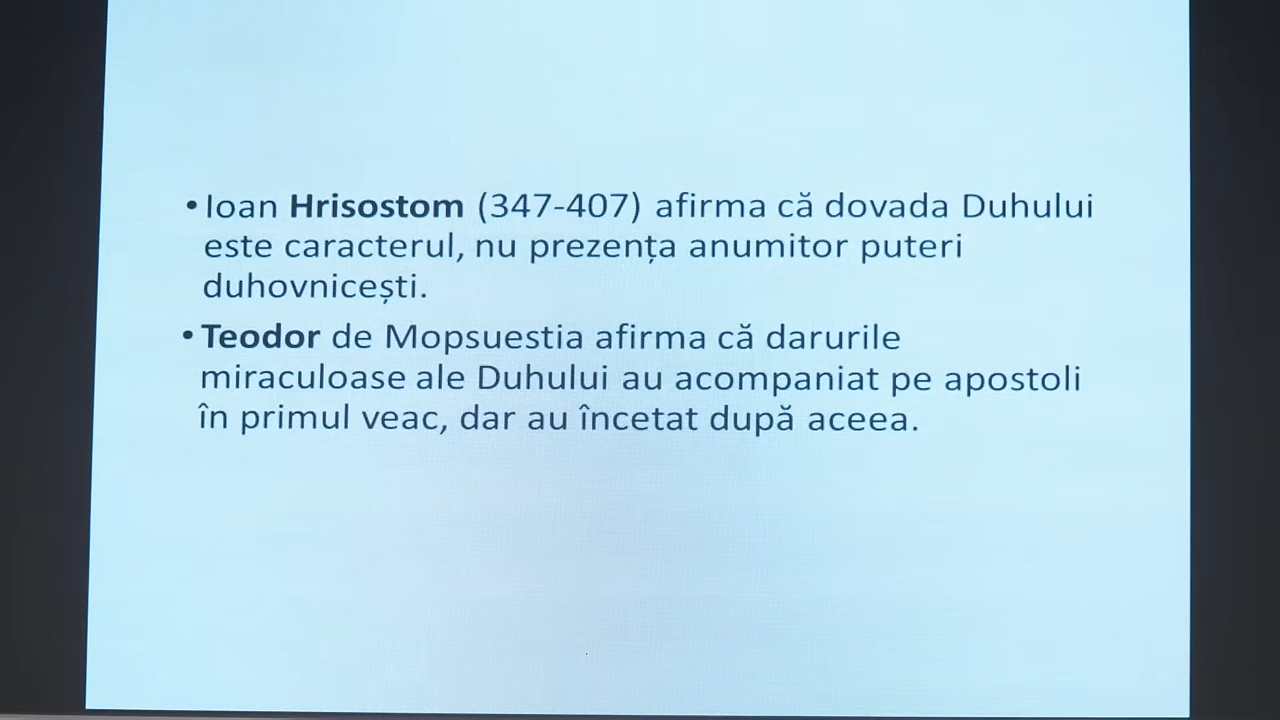 • Ioan Hrisostom (347-407) afirma că dovada Duhului
este caracterul, nu prezența anumitor puteri
duhovnicești.
• Teodor de Mopsuestia afirma că darurile
miraculoase ale Duhului au acompaniat pe apostoli
în primul veac, dar au încetat după aceea.